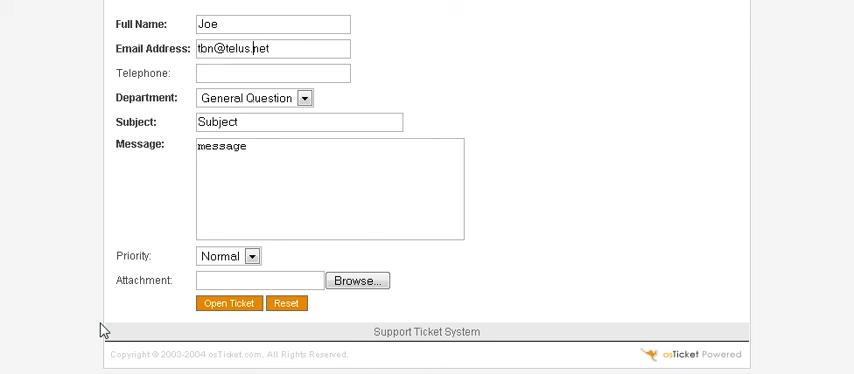 Full Name: Joe
Email Address: tbn@telus.net
Telephone:
Department: General Question
Subject: Subject
Message: message
Priority: Normal
Attachment: Browse...
Open Ticket Reset
Support Ticket System
Copyright © 2003-2004 osTicket.com. All Rights Reserved. osTicket Powered